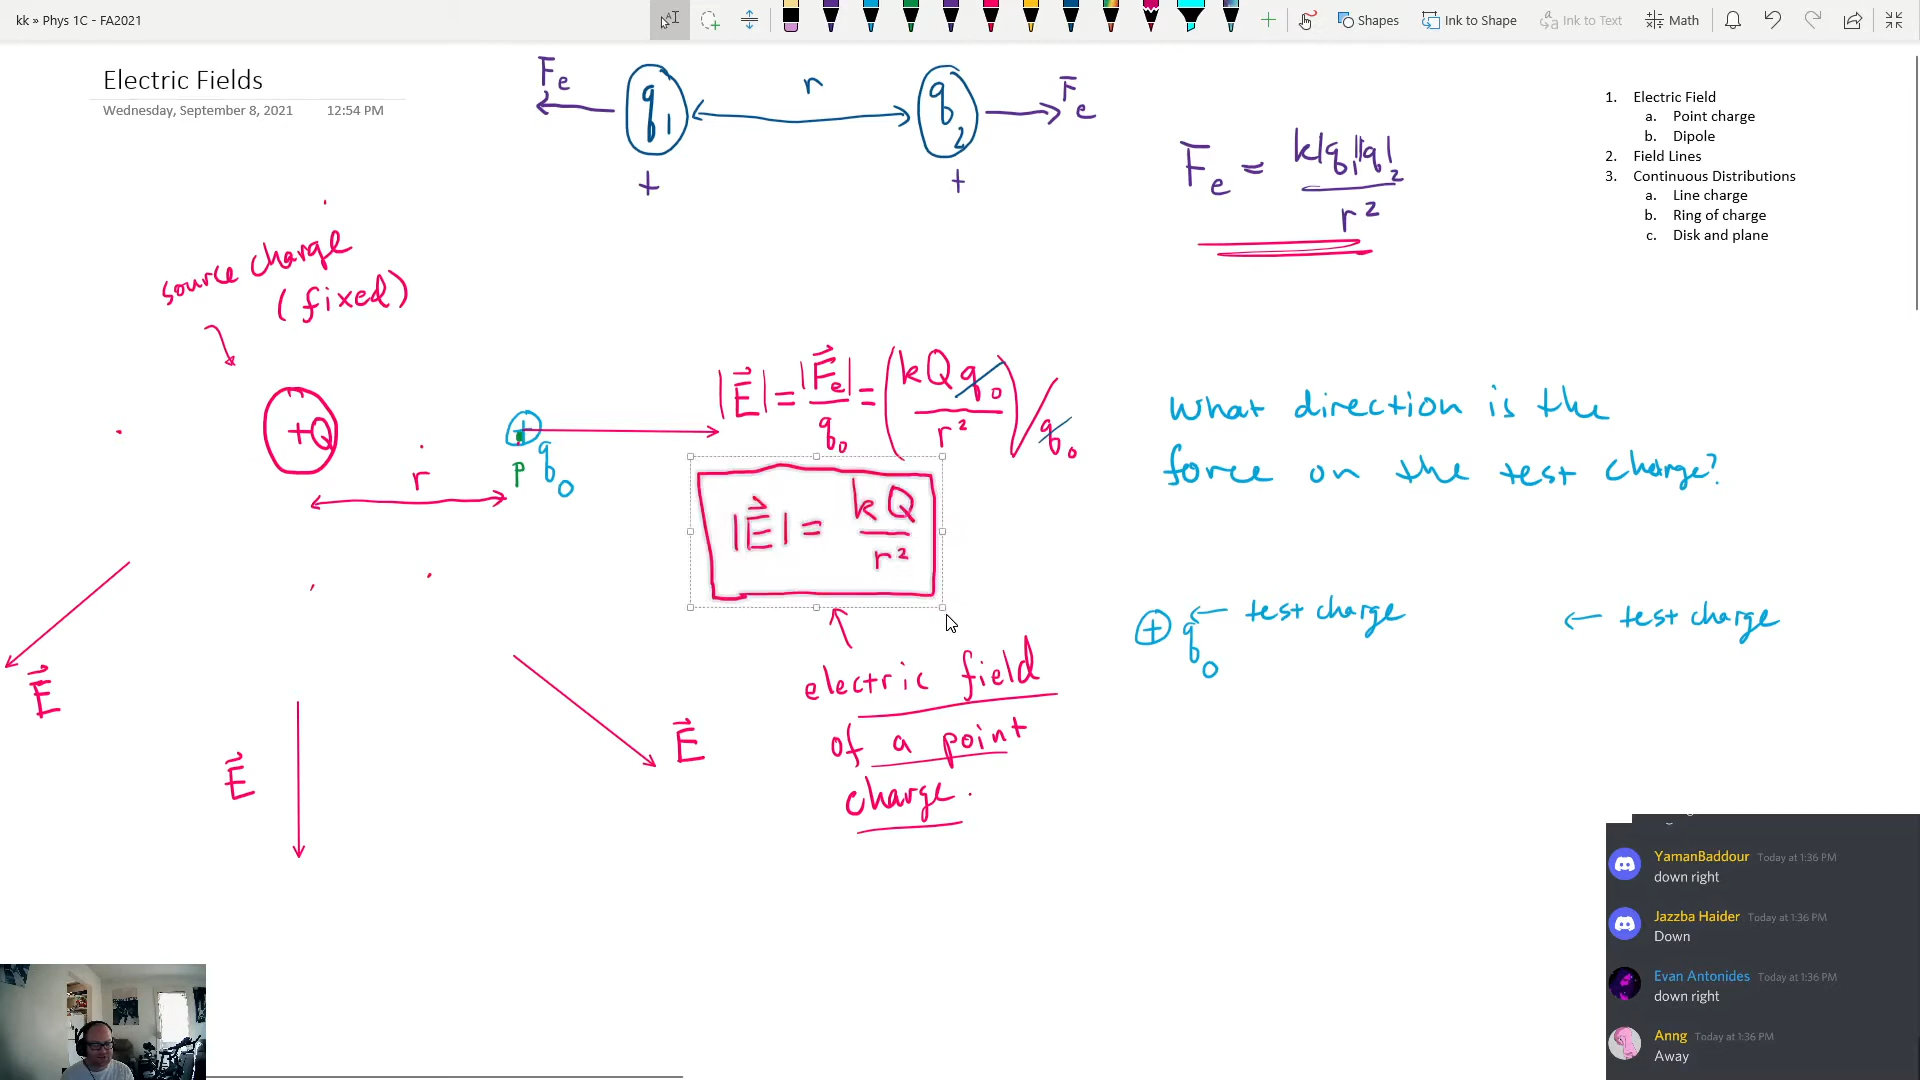 kk » Phys 1C - FA2021
Shapes
Ink to Shape
Ink to Text
Math
Electric Fields
Wednesday, September 8, 2021 12:54 PM
Fe
q1
r
q2
Fe
+
+
Fe = k|q1||q2| / r²
1. Electric Field
a. Point charge
b. Dipole
2. Field Lines
3. Continuous Distributions
a. Line charge
b. Ring of charge
c. Disk and plane
source charge
(fixed)
+Q
+
P
q0
r
|E⃗| = |F⃗e| / q0 = (kQq0 / r²) / q0
|E⃗| = kQ / r²
electric field
of a point
charge.
E⃗
E⃗
E⃗
What direction is the
force on the test charge?
+ q0 ← test charge
← test charge
YamanBaddour Today at 1:36 PM
down right
Jazzba Haider Today at 1:36 PM
Down
Evan Antonides Today at 1:36 PM
down right
Anng Today at 1:36 PM
Away